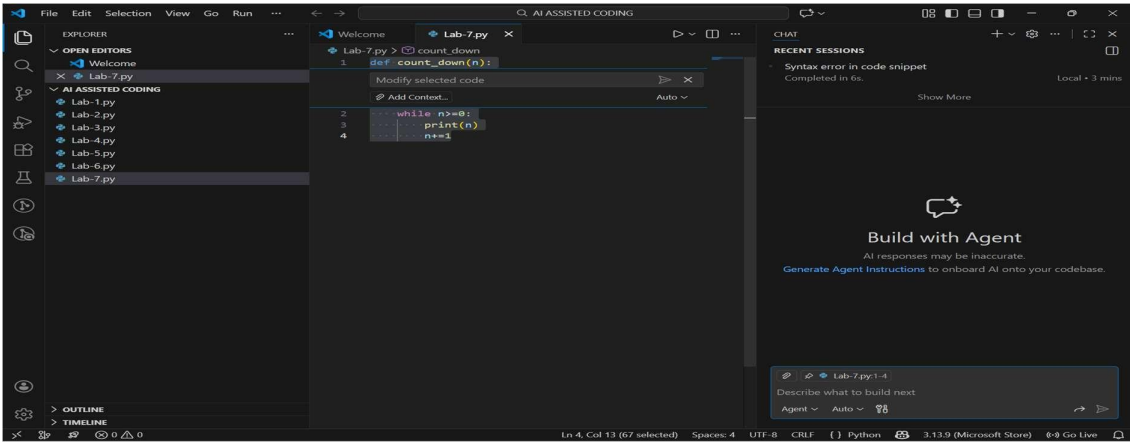 File Edit Selection View Go Run ···
AI ASSISTED CODING
EXPLORER ···
OPEN EDITORS
Welcome
Lab-7.py
AI ASSISTED CODING
Lab-1.py
Lab-2.py
Lab-3.py
Lab-4.py
Lab-5.py
Lab-6.py
Lab-7.py
OUTLINE
TIMELINE
Welcome Lab-7.py
Lab-7.py > count_down
1 def count_down(n):
Modify selected code
Add Context... Auto
2 while n>=0:
3 print(n)
4 n+=1
CHAT
RECENT SESSIONS
Syntax error in code snippet
Completed in 6s. Local • 3 mins
Show More
Build with Agent
AI responses may be inaccurate.
Generate Agent Instructions to onboard AI onto your codebase.
Lab-7.py:1-4
Describe what to build next
Agent Auto
0 0 Ln 4, Col 13 (67 selected) Spaces: 4 UTF-8 CRLF { } Python 3.13.9 (Microsoft Store) Go Live